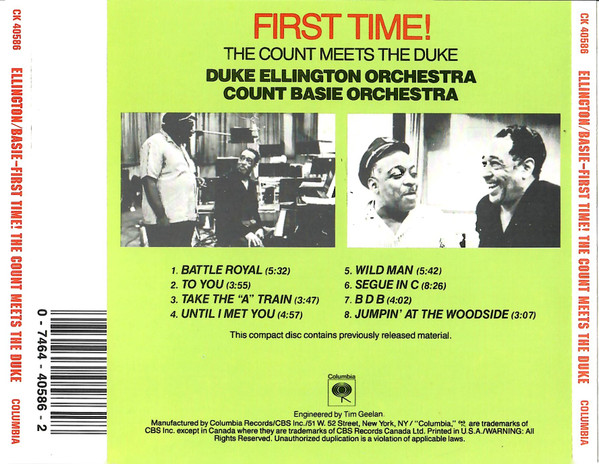 CK 40586
ELLINGTON/BASIE–FIRST TIME! THE COUNT MEETS THE DUKE
COLUMBIA
0 - 7464 - 40586 - 2
FIRST TIME!
THE COUNT MEETS THE DUKE
DUKE ELLINGTON ORCHESTRA
COUNT BASIE ORCHESTRA
1. BATTLE ROYAL (5:32)
2. TO YOU (3:55)
3. TAKE THE “A” TRAIN (3:47)
4. UNTIL I MET YOU (4:57)
5. WILD MAN (5:42)
6. SEGUE IN C (8:26)
7. B D B (4:02)
8. JUMPIN’ AT THE WOODSIDE (3:07)
This compact disc contains previously released material.
Columbia
Engineered by Tim Geelan.
Manufactured by Columbia Records/CBS Inc./51 W. 52 Street, New York, NY / "Columbia," are trademarks of
CBS Inc. except in Canada where they are trademarks of CBS Records Canada Ltd. Printed in U.S.A./WARNING: All
Rights Reserved. Unauthorized duplication is a violation of applicable laws.
CK 40586
ELLINGTON/BASIE–FIRST TIME! THE COUNT MEETS THE DUKE
COLUMBIA